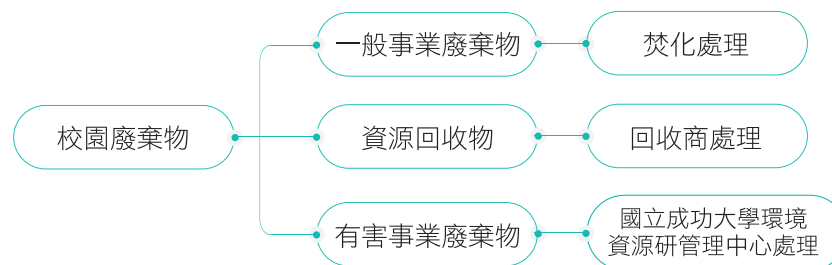 校園廢棄物
一般事業廢棄物
焚化處理
資源回收物
回收商處理
有害事業廢棄物
國立成功大學環境
資源研管理中心處理